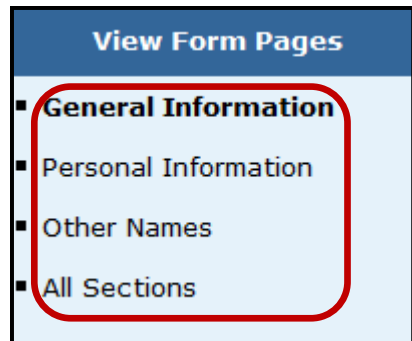 View Form Pages
General Information
Personal Information
Other Names
All Sections